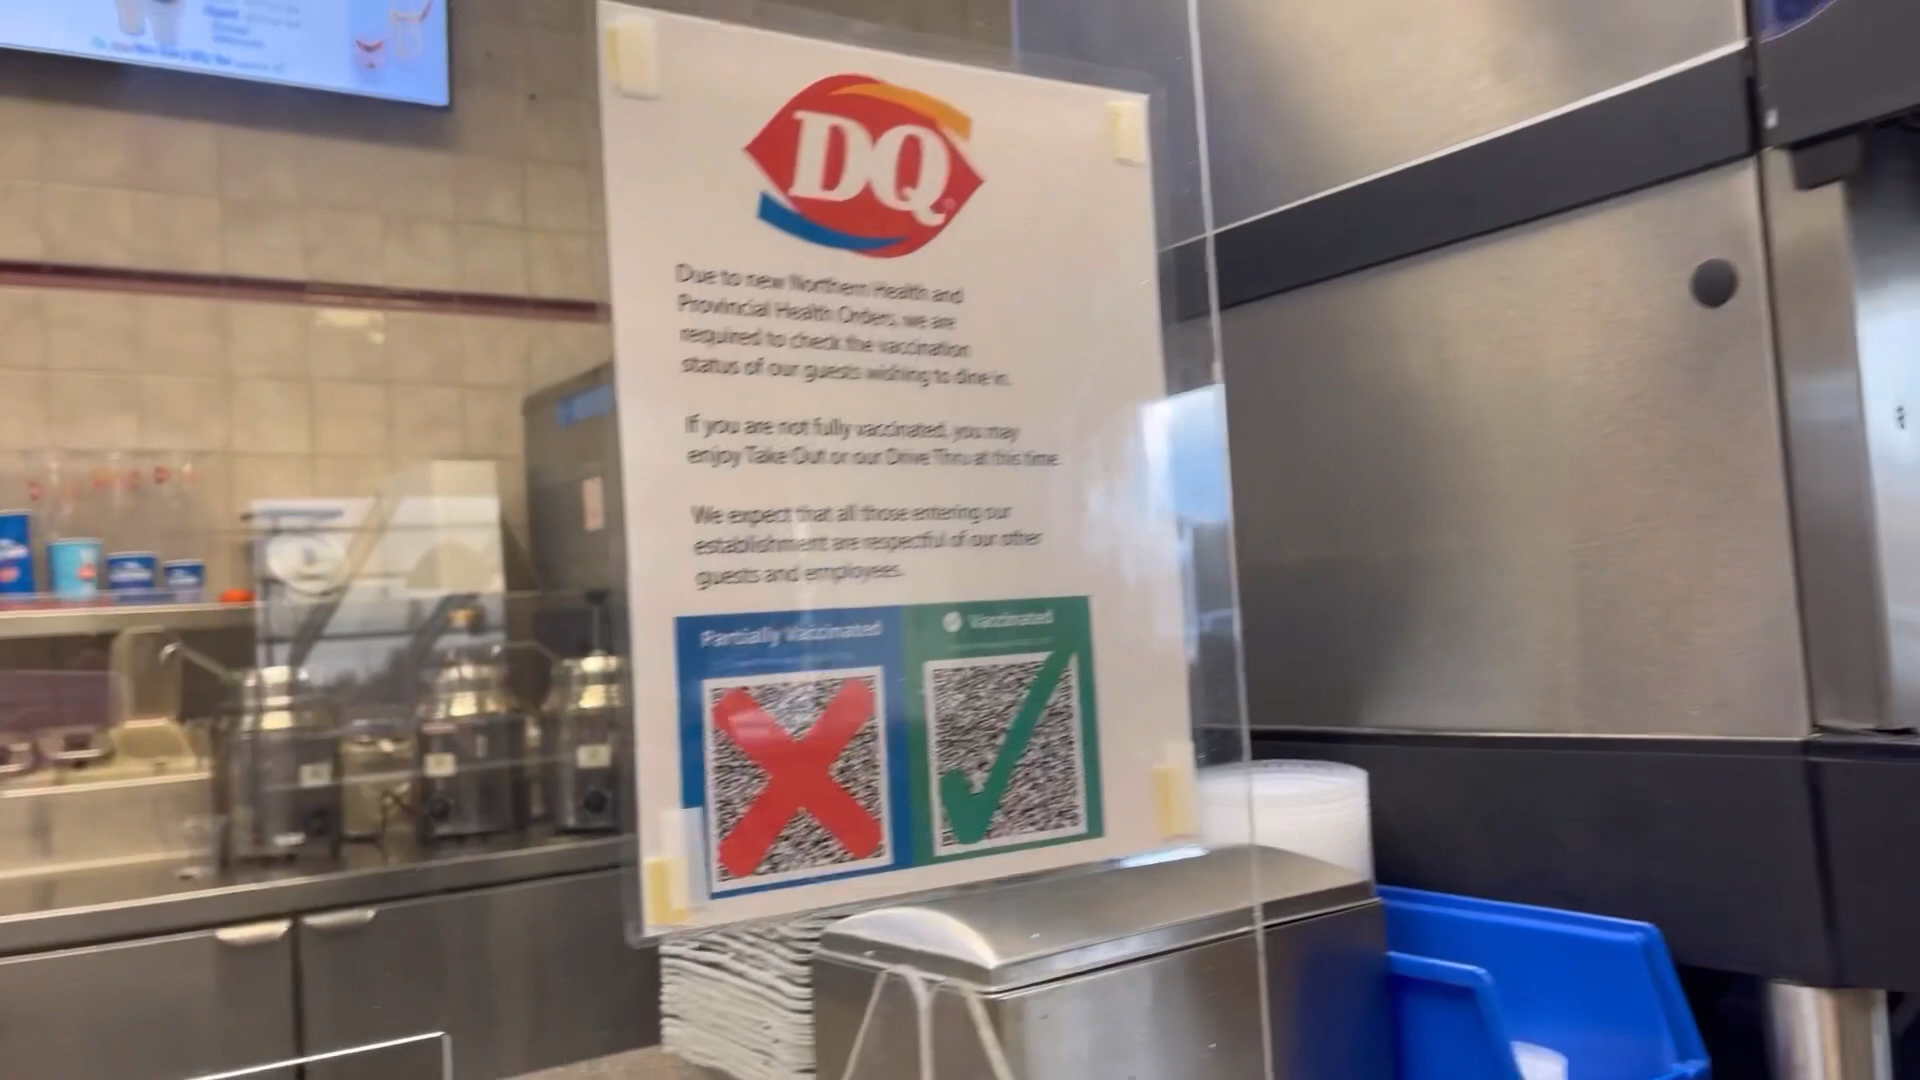 DQ
Due to new Northern Health and
Provincial Health Orders, we are
required to check the vaccination
status of our guests wishing to dine in.
If you are not fully vaccinated, you may
enjoy Take Out or our Drive Thru at this time.
We expect that all those entering our
establishment are respectful of our other
guests and employees.
Partially Vaccinated
Vaccinated